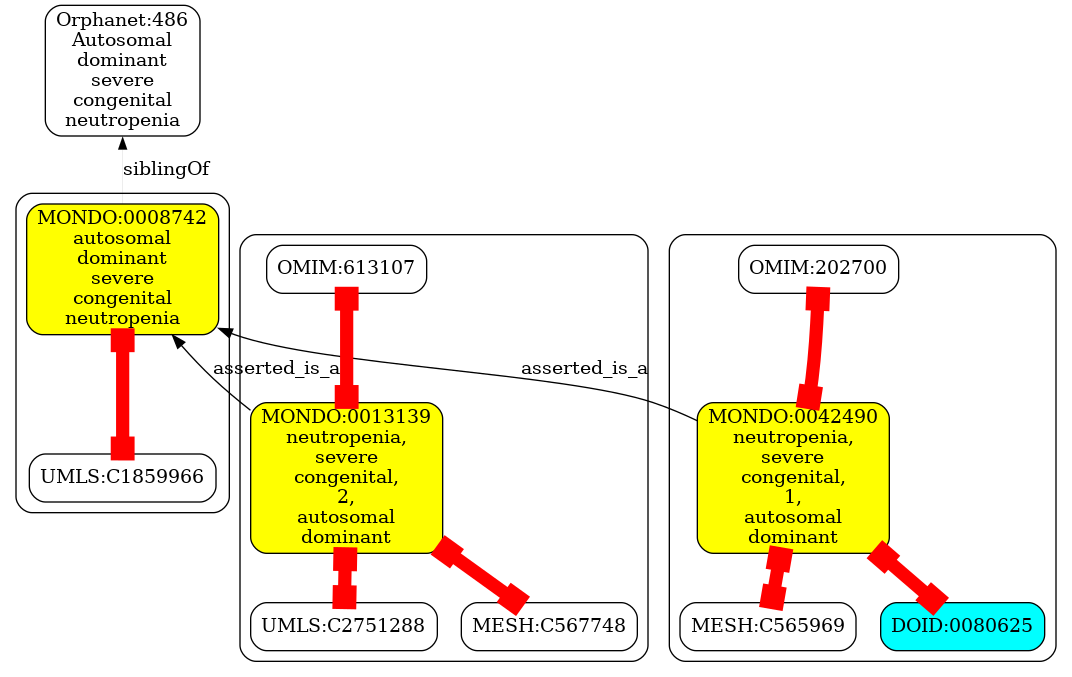 Orphanet:486
Autosomal
dominant
severe
congenital
neutropenia
siblingOf
MONDO:0008742
autosomal
dominant
severe
congenital
neutropenia
UMLS:C1859966
OMIM:613107
asserted_is_a
MONDO:0013139
neutropenia,
severe
congenital,
2,
autosomal
dominant
UMLS:C2751288
MESH:C567748
OMIM:202700
asserted_is_a
MONDO:0042490
neutropenia,
severe
congenital,
1,
autosomal
dominant
MESH:C565969
DOID:0080625